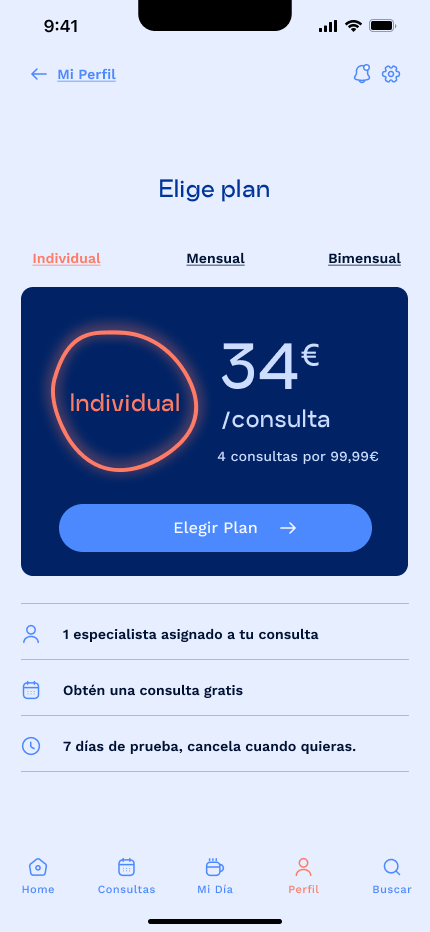 9:41
Mi Perfil
Elige plan
Individual Mensual Bimensual
Individual
34€
/consulta
4 consultas por 99,99€
Elegir Plan
1 especialista asignado a tu consulta
Obtén una consulta gratis
7 días de prueba, cancela cuando quieras.
Home Consultas Mi Día Perfil Buscar